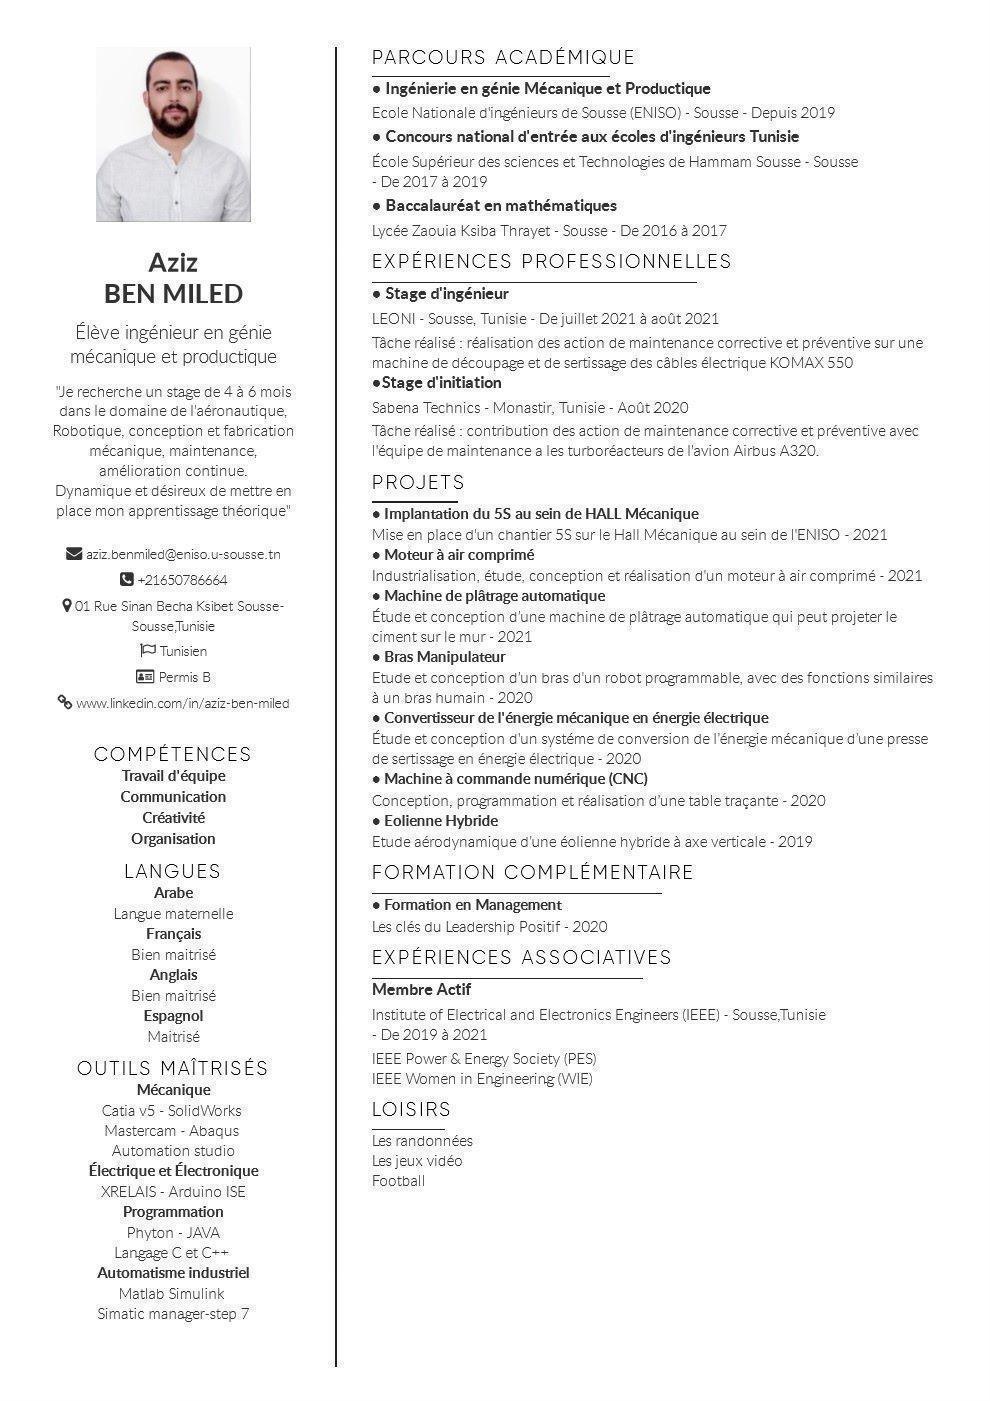 Aziz
BEN MILED
Élève ingénieur en génie
mécanique et productique
"Je recherche un stage de 4 à 6 mois
dans le domaine de l'aéronautique,
Robotique, conception et fabrication
mécanique, maintenance,
amélioration continue.
Dynamique et désireux de mettre en
place mon apprentissage théorique"
aziz.benmiled@eniso.u-sousse.tn
+21650786664
01 Rue Sinan Becha Ksibet Sousse-
Sousse,Tunisie
Tunisien
Permis B
www.linkedin.com/in/aziz-ben-miled
COMPÉTENCES
Travail d'équipe
Communication
Créativité
Organisation
LANGUES
Arabe
Langue maternelle
Français
Bien maitrisé
Anglais
Bien maitrisé
Espagnol
Maitrisé
OUTILS MAÎTRISÉS
Mécanique
Catia v5 - SolidWorks
Mastercam - Abaqus
Automation studio
Électrique et Électronique
XRELAIS - Arduino ISE
Programmation
Phyton - JAVA
Langage C et C++
Automatisme industriel
Matlab Simulink
Simatic manager-step 7
PARCOURS ACADÉMIQUE
● Ingénierie en génie Mécanique et Productique
Ecole Nationale d'ingénieurs de Sousse (ENISO) - Sousse - Depuis 2019
● Concours national d'entrée aux écoles d'ingénieurs Tunisie
École Supérieur des sciences et Technologies de Hammam Sousse - Sousse
- De 2017 à 2019
● Baccalauréat en mathématiques
Lycée Zaouia Ksiba Thrayet - Sousse - De 2016 à 2017
EXPÉRIENCES PROFESSIONNELLES
● Stage d'ingénieur
LEONI - Sousse, Tunisie - De juillet 2021 à août 2021
Tâche réalisé : réalisation des action de maintenance corrective et préventive sur une
machine de découpage et de sertissage des câbles électrique KOMAX 550
●Stage d'initiation
Sabena Technics - Monastir, Tunisie - Août 2020
Tâche réalisé : contribution des action de maintenance corrective et préventive avec
l'équipe de maintenance a les turboréacteurs de l'avion Airbus A320.
PROJETS
● Implantation du 5S au sein de HALL Mécanique
Mise en place d'un chantier 5S sur le Hall Mécanique au sein de l'ENISO - 2021
● Moteur à air comprimé
Industrialisation, étude, conception et réalisation d'un moteur à air comprimé - 2021
● Machine de plâtrage automatique
Étude et conception d'une machine de plâtrage automatique qui peut projeter le
ciment sur le mur - 2021
● Bras Manipulateur
Etude et conception d'un bras d'un robot programmable, avec des fonctions similaires
à un bras humain - 2020
● Convertisseur de l'énergie mécanique en énergie électrique
Étude et conception d'un systéme de conversion de l'énergie mécanique d'une presse
de sertissage en énergie électrique - 2020
● Machine à commande numérique (CNC)
Conception, programmation et réalisation d'une table traçante - 2020
● Eolienne Hybride
Etude aérodynamique d'une éolienne hybride à axe verticale - 2019
FORMATION COMPLÉMENTAIRE
● Formation en Management
Les clés du Leadership Positif - 2020
EXPÉRIENCES ASSOCIATIVES
Membre Actif
Institute of Electrical and Electronics Engineers (IEEE) - Sousse,Tunisie
- De 2019 à 2021
IEEE Power & Energy Society (PES)
IEEE Women in Engineering (WIE)
LOISIRS
Les randonnées
Les jeux vidéo
Football